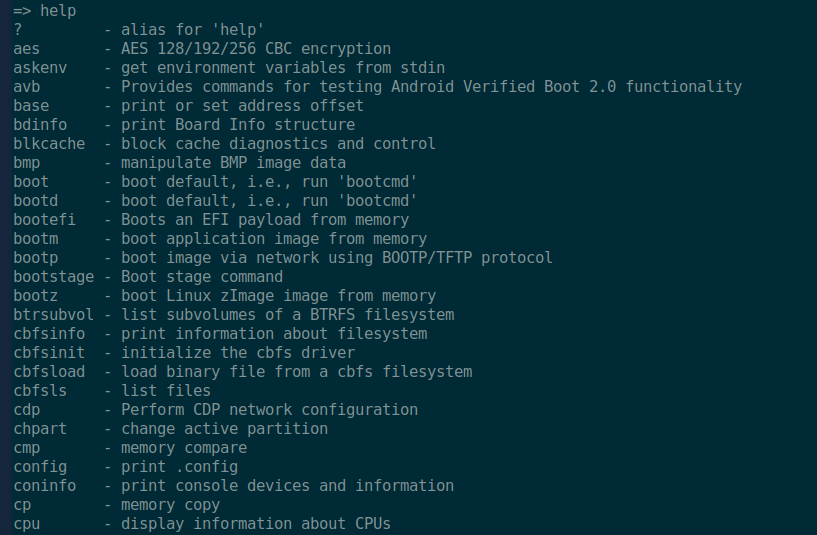 => help
?         - alias for 'help'
aes       - AES 128/192/256 CBC encryption
askenv    - get environment variables from stdin
avb       - Provides commands for testing Android Verified Boot 2.0 functionality
base      - print or set address offset
bdinfo    - print Board Info structure
blkcache  - block cache diagnostics and control
bmp       - manipulate BMP image data
boot      - boot default, i.e., run 'bootcmd'
bootd     - boot default, i.e., run 'bootcmd'
bootefi   - Boots an EFI payload from memory
bootm     - boot application image from memory
bootp     - boot image via network using BOOTP/TFTP protocol
bootstage - Boot stage command
bootz     - boot Linux zImage image from memory
btrsubvol - list subvolumes of a BTRFS filesystem
cbfsinfo  - print information about filesystem
cbfsinit  - initialize the cbfs driver
cbfsload  - load binary file from a cbfs filesystem
cbfsls    - list files
cdp       - Perform CDP network configuration
chpart    - change active partition
cmp       - memory compare
config    - print .config
coninfo   - print console devices and information
cp        - memory copy
cpu       - display information about CPUs